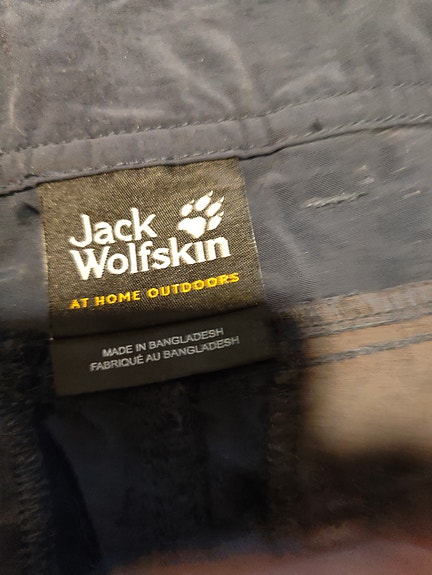 Jack
Wolfskin
AT HOME OUTDOORS
MADE IN BANGLADESH
FABRIQUÉ AU BANGLADESH